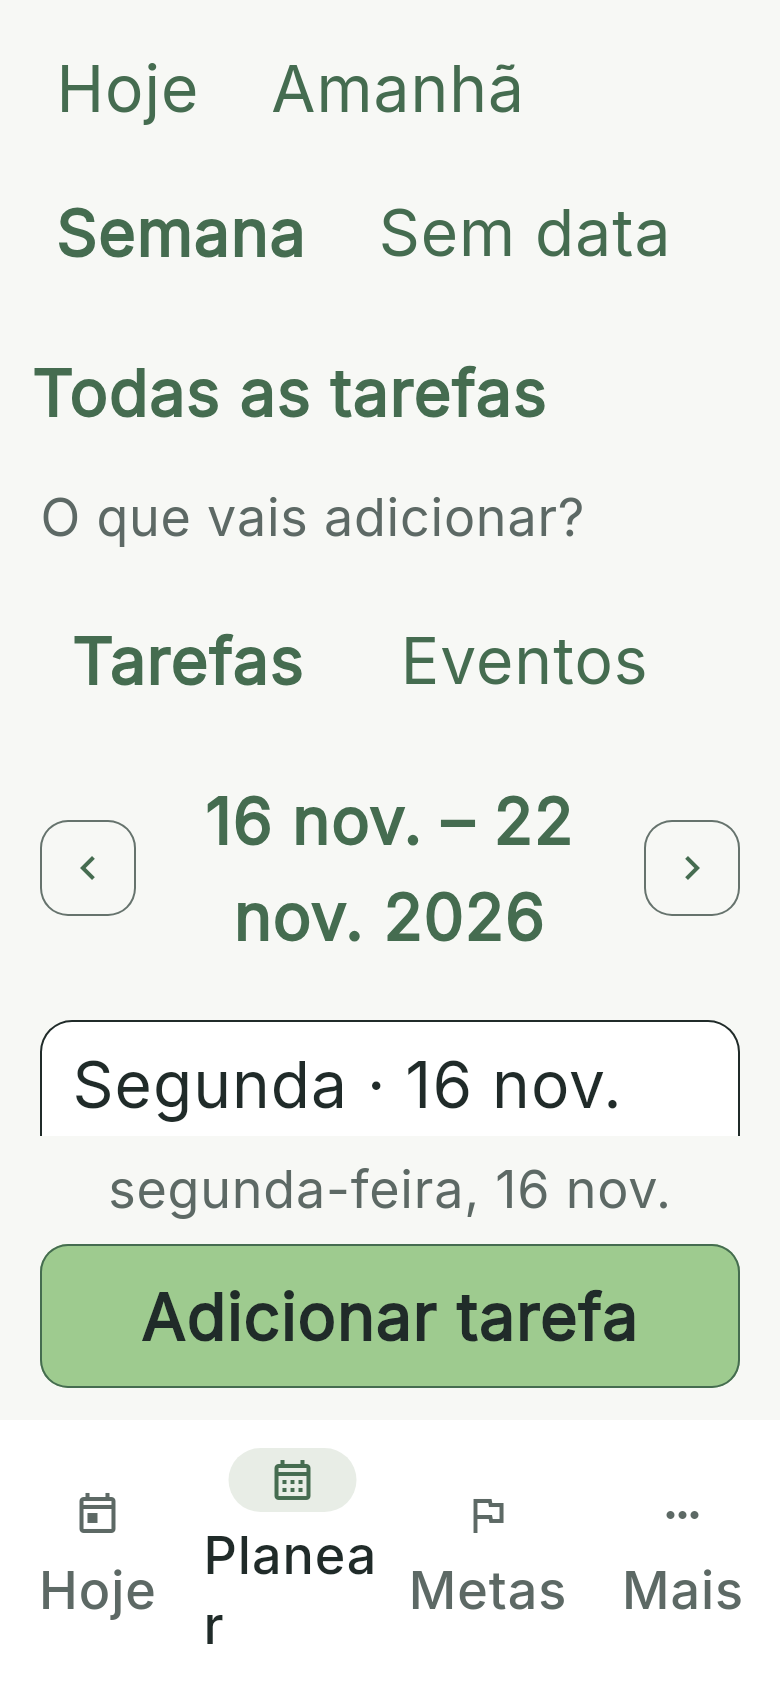 Hoje Amanhã
Semana Sem data
Todas as tarefas
O que vais adicionar?
Tarefas Eventos
16 nov. – 22
nov. 2026
Segunda · 16 nov.
segunda-feira, 16 nov.
Adicionar tarefa
Hoje
Planea
r
Metas
Mais